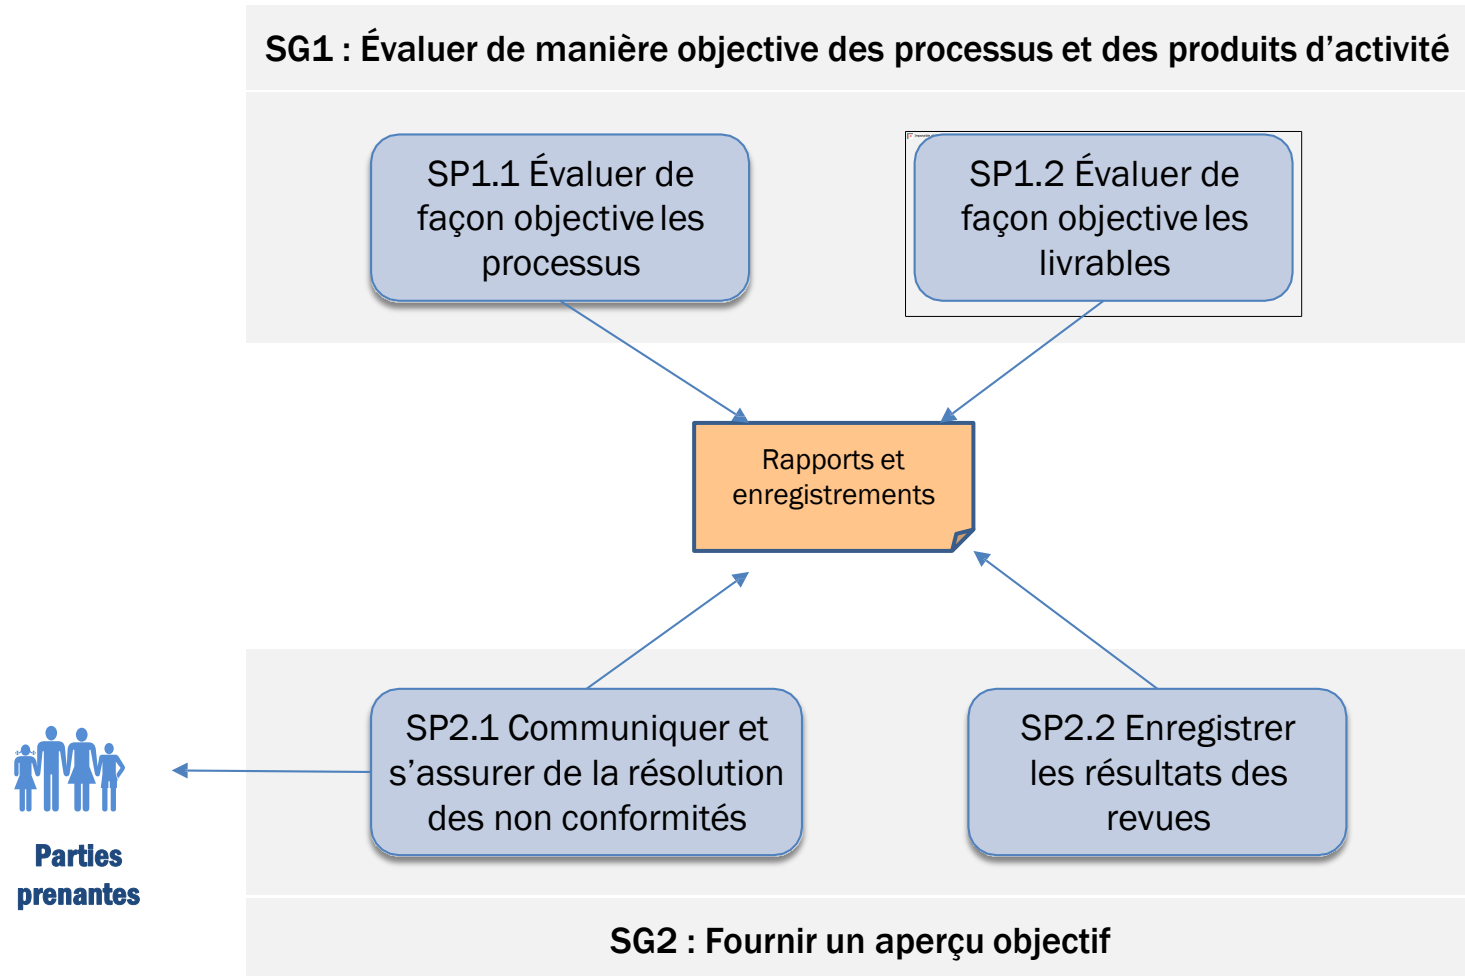 SG1 : Évaluer de manière objective des processus et des produits d’activité
SP1.1 Évaluer de
façon objective les
processus
SP1.2 Évaluer de
façon objective les
livrables
Rapports et
enregistrements
SP2.1 Communiquer et
s’assurer de la résolution
des non conformités
SP2.2 Enregistrer
les résultats des
revues
Parties
prenantes
SG2 : Fournir un aperçu objectif